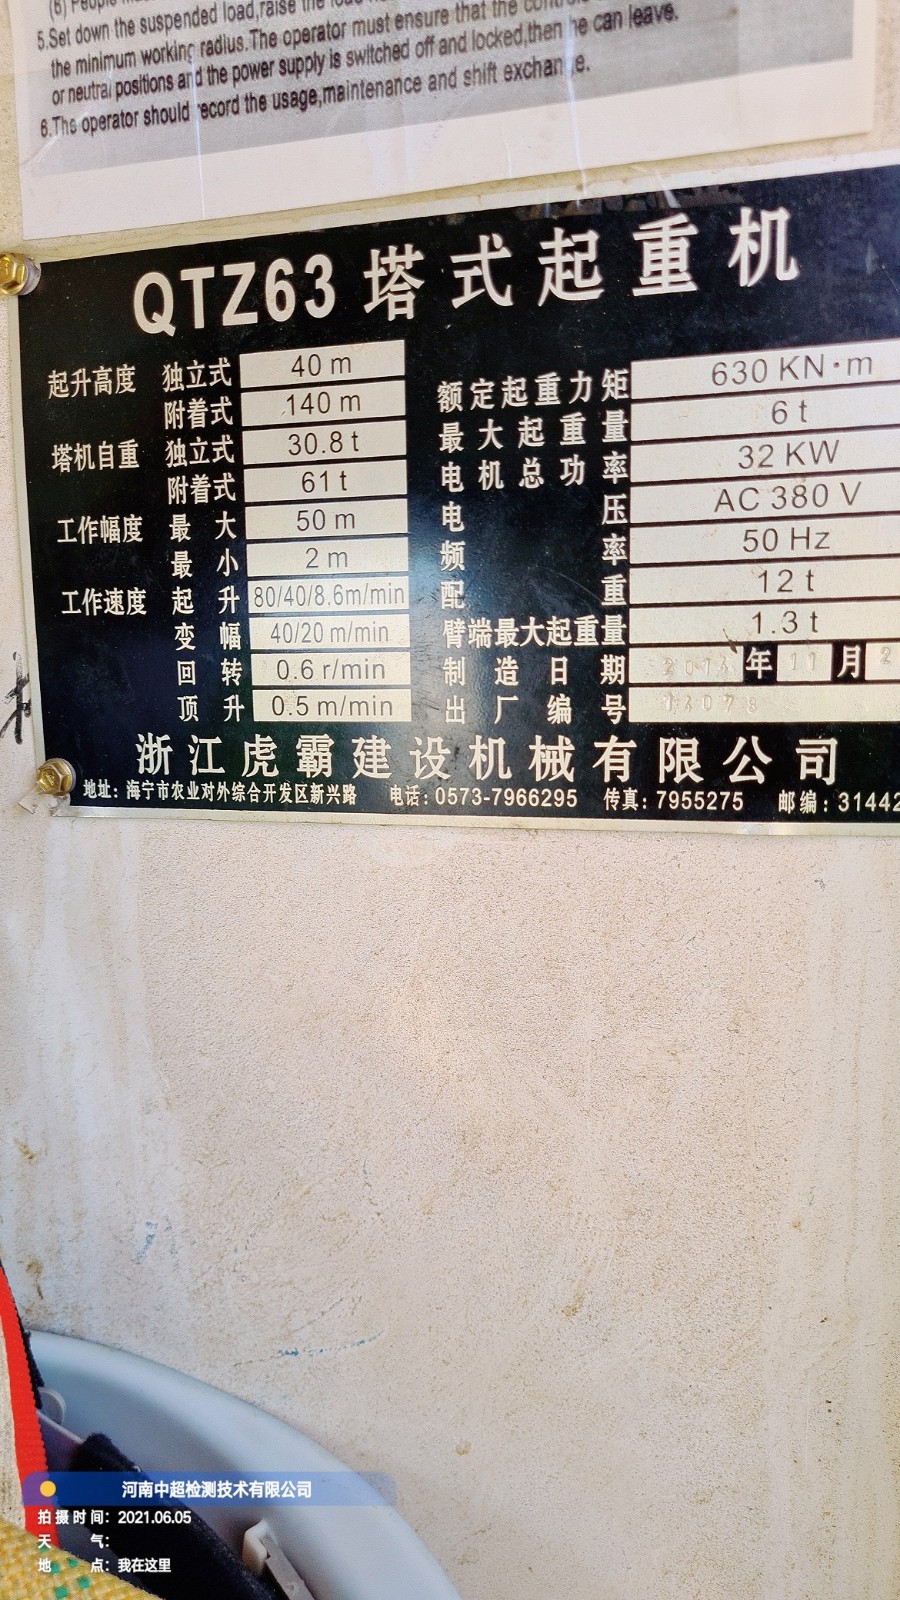 (6) People
5.Set down the suspended load,raise the
the minimum working radius.The operator must ensure that the
or neutral positions and the power supply is switched off and locked,then he can leave.
6.The operator should record the usage,maintenance and shift exchange.
QTZ63 塔式起重机
起升高度 独立式 40 m
附着式 140 m
塔机自重 独立式 30.8 t
附着式 61 t
工作幅度 最大 50 m
最小 2 m
工作速度 起升 80/40/8.6m/min
变幅 40/20 m/min
回转 0.6 r/min
顶升 0.5 m/min
额定起重力矩 630 KN·m
最大起重量 6 t
电机总功率 32 KW
电压 AC 380 V
频率 50 Hz
配重 12 t
臂端最大起重量 1.3 t
制造日期 2014 年 11 月 2
出厂编号 14078
浙江虎霸建设机械有限公司
地址: 海宁市农业对外综合开发区新兴路 电话: 0573-7966295 传真: 7955275 邮编: 31442
河南中超检测技术有限公司
拍摄时间: 2021.06.05
天气:
地点: 我在这里